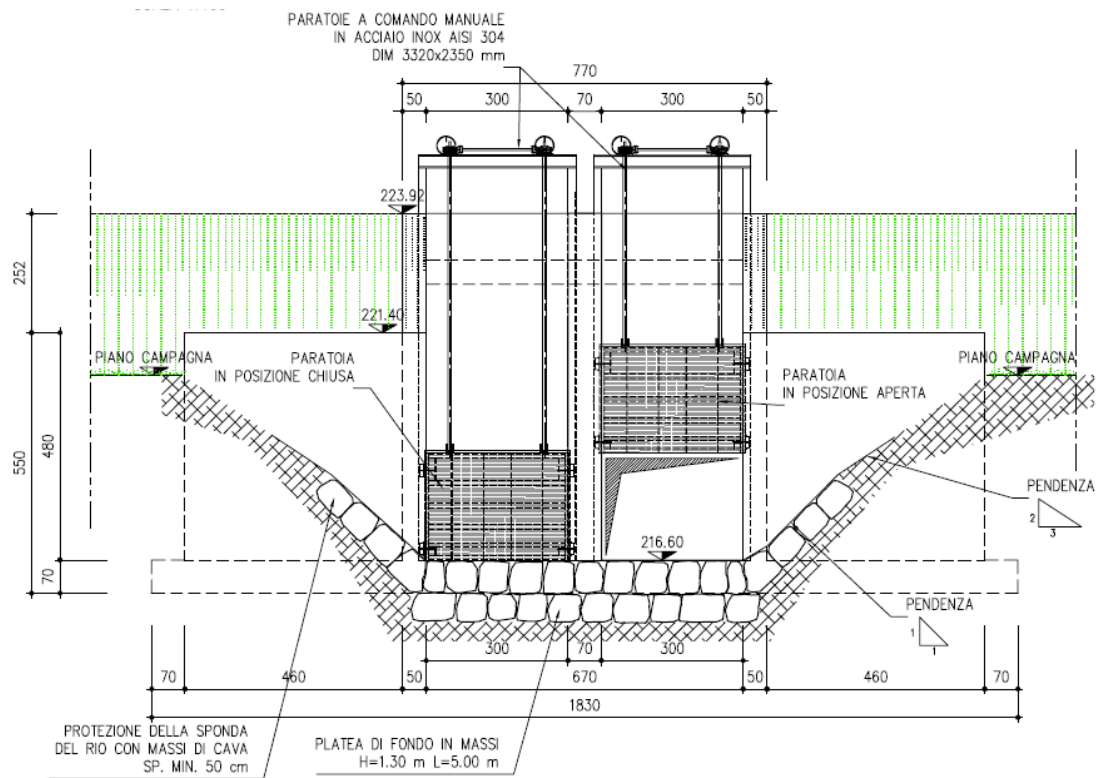 PARATOIE A COMANDO MANUALE
IN ACCIAIO INOX AISI 304
DIM 3320x2350 mm
770
50
300
70
300
50
223.92
252
221.40
PIANO CAMPAGNA
PARATOIA
IN POSIZIONE CHIUSA
PARATOIA
IN POSIZIONE APERTA
PIANO CAMPAGNA
550
480
PENDENZA
2
3
216.60
70
PENDENZA
1
1
300
70
300
70
460
50
670
50
460
70
1830
PROTEZIONE DELLA SPONDA
DEL RIO CON MASSI DI CAVA
SP. MIN. 50 cm
PLATEA DI FONDO IN MASSI
H=1.30 m L=5.00 m